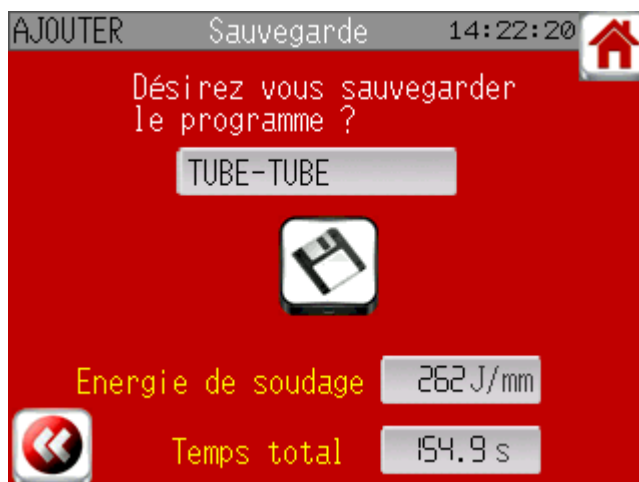 AJOUTER Sauvegarde 14:22:20
Désirez vous sauvegarder
le programme ?
TUBE-TUBE
Energie de soudage 262 J/mm
Temps total 154.9 s